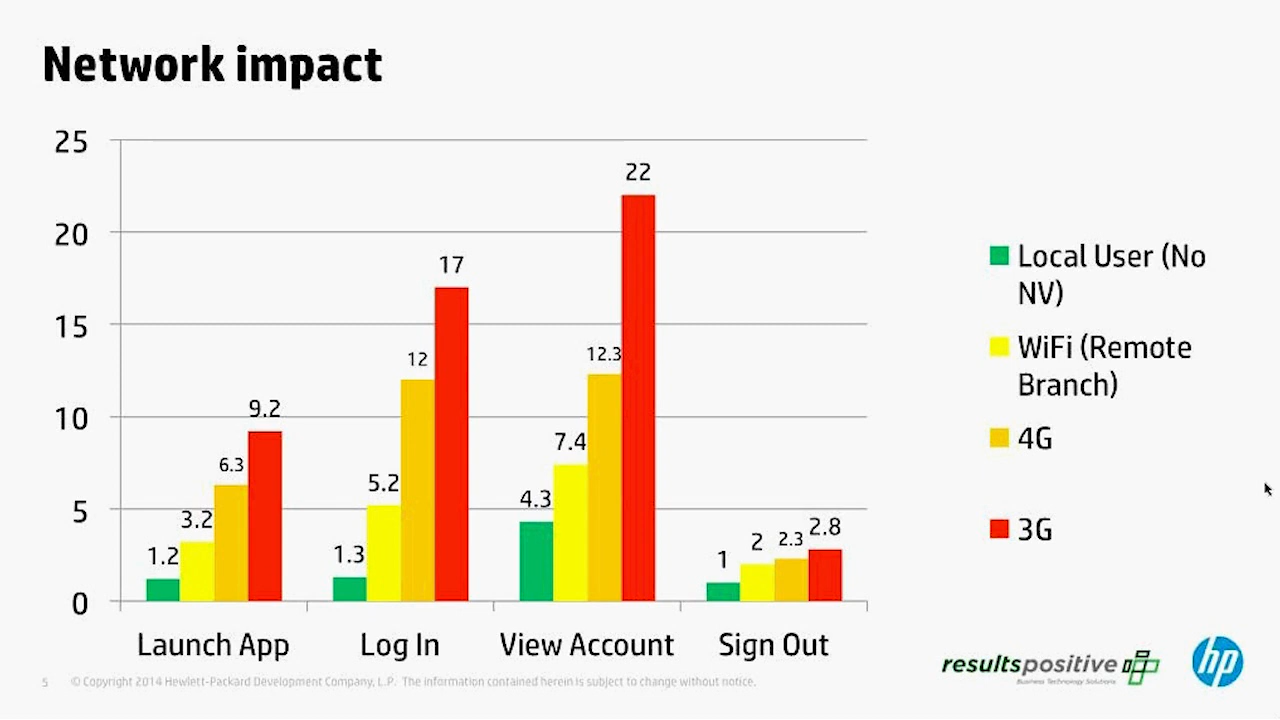 Network impact
25
20
15
10
5
0
1.2
3.2
6.3
9.2
1.3
5.2
12
17
4.3
7.4
12.3
22
1
2
2.3
2.8
Launch App
Log In
View Account
Sign Out
Local User (No
NV)
WiFi (Remote
Branch)
4G
3G
5
© Copyright 2014 Hewlett-Packard Development Company, L.P. The information contained herein is subject to change without notice.
resultspositive
Business Technology Solutions
hp